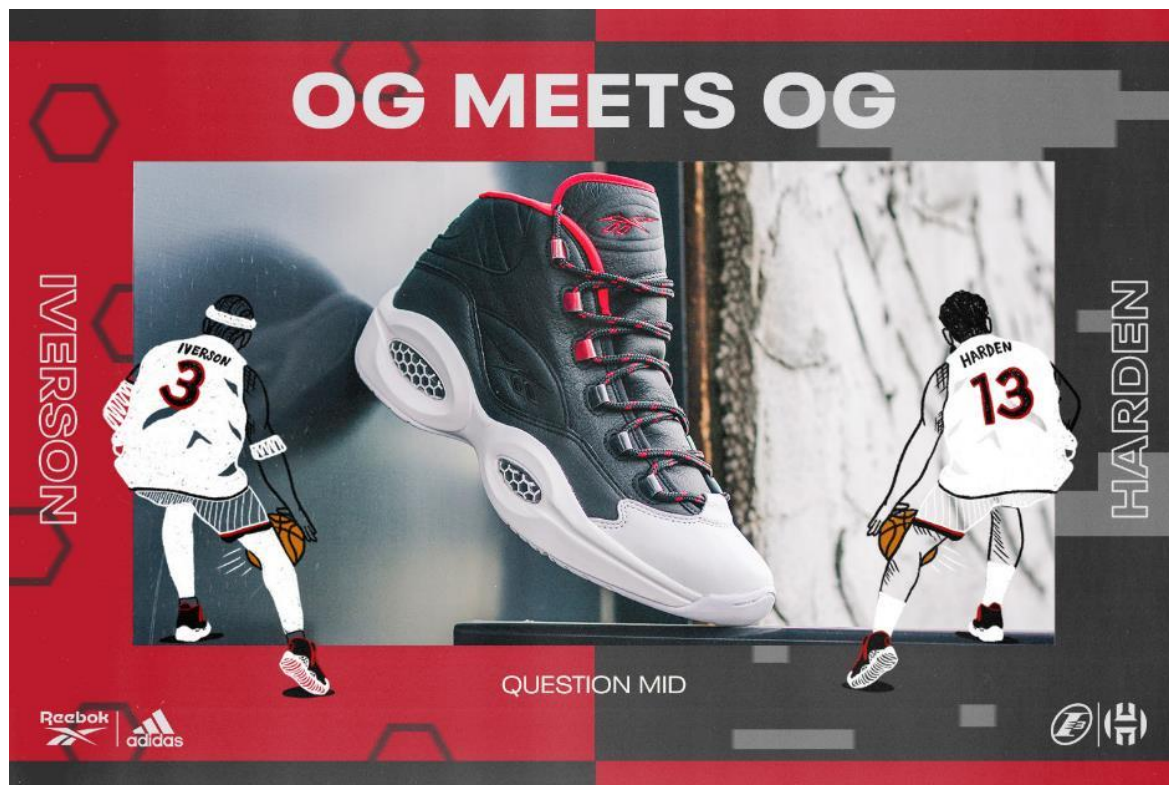 OG MEETS OG
IVERSON
IVERSON
3
HARDEN
13
HARDEN
QUESTION MID
Reebok
adidas